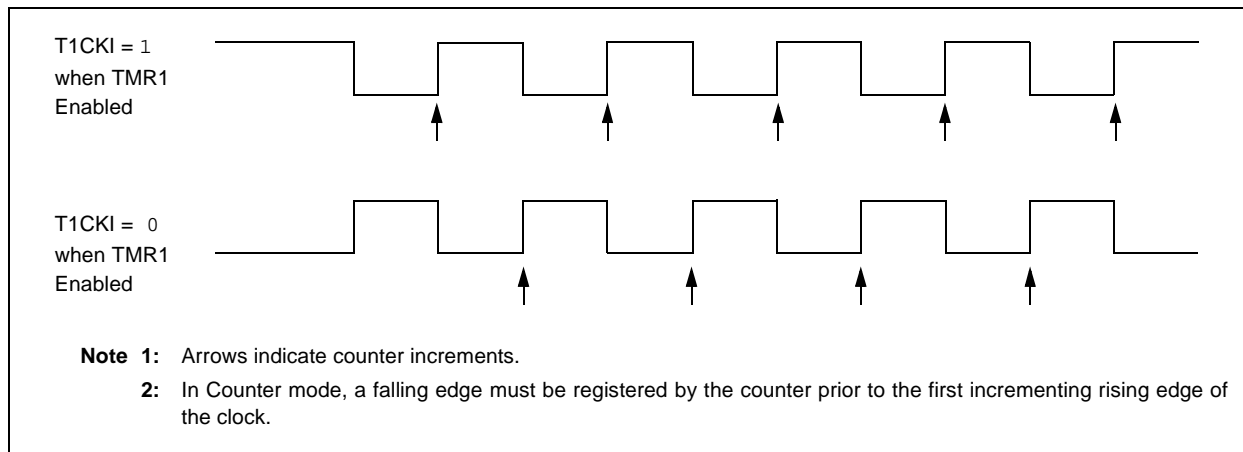 T1CKI = 1
when TMR1
Enabled
T1CKI = 0
when TMR1
Enabled
Note 1: Arrows indicate counter increments.
2: In Counter mode, a falling edge must be registered by the counter prior to the first incrementing rising edge of
the clock.